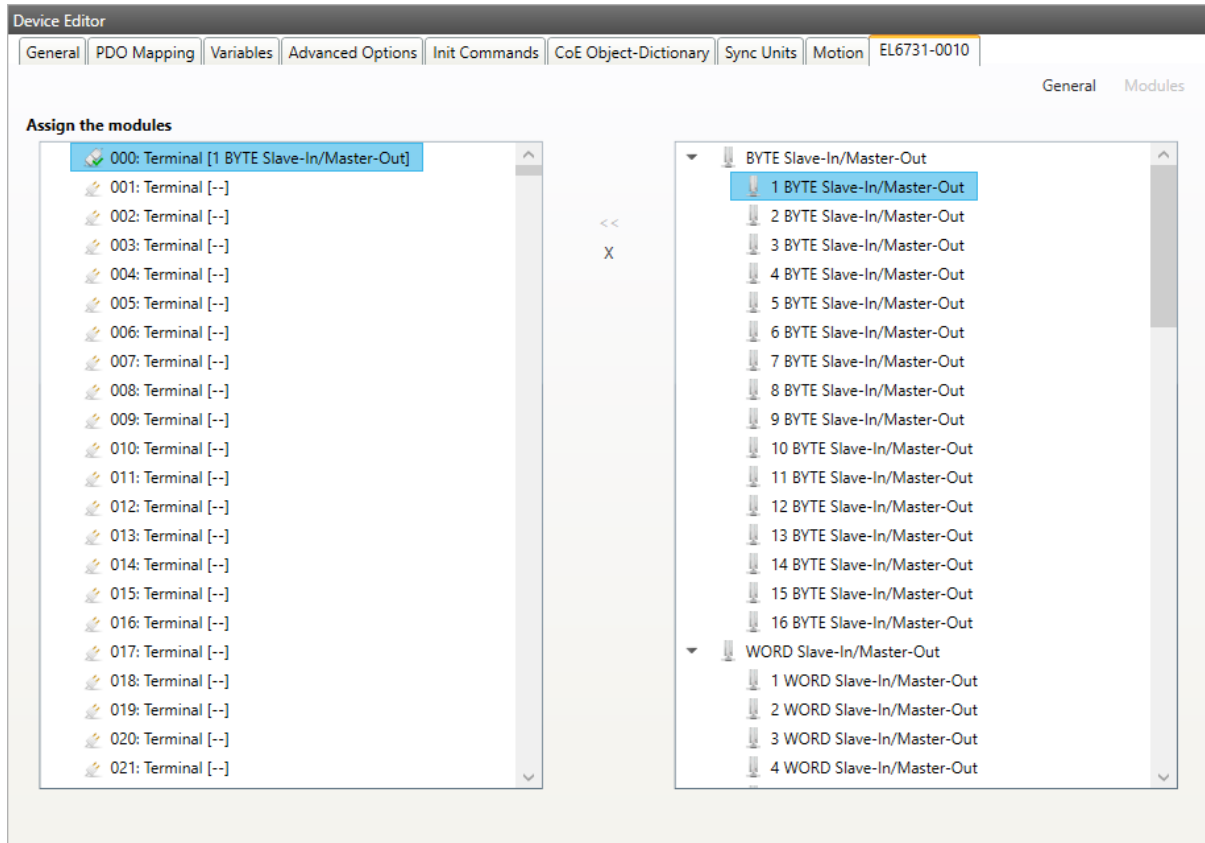 Device Editor
General PDO Mapping Variables Advanced Options Init Commands CoE Object-Dictionary Sync Units Motion EL6731-0010
General Modules
Assign the modules
000: Terminal [1 BYTE Slave-In/Master-Out]
001: Terminal [--]
002: Terminal [--]
003: Terminal [--]
004: Terminal [--]
005: Terminal [--]
006: Terminal [--]
007: Terminal [--]
008: Terminal [--]
009: Terminal [--]
010: Terminal [--]
011: Terminal [--]
012: Terminal [--]
013: Terminal [--]
014: Terminal [--]
015: Terminal [--]
016: Terminal [--]
017: Terminal [--]
018: Terminal [--]
019: Terminal [--]
020: Terminal [--]
021: Terminal [--]
<<
X
BYTE Slave-In/Master-Out
1 BYTE Slave-In/Master-Out
2 BYTE Slave-In/Master-Out
3 BYTE Slave-In/Master-Out
4 BYTE Slave-In/Master-Out
5 BYTE Slave-In/Master-Out
6 BYTE Slave-In/Master-Out
7 BYTE Slave-In/Master-Out
8 BYTE Slave-In/Master-Out
9 BYTE Slave-In/Master-Out
10 BYTE Slave-In/Master-Out
11 BYTE Slave-In/Master-Out
12 BYTE Slave-In/Master-Out
13 BYTE Slave-In/Master-Out
14 BYTE Slave-In/Master-Out
15 BYTE Slave-In/Master-Out
16 BYTE Slave-In/Master-Out
WORD Slave-In/Master-Out
1 WORD Slave-In/Master-Out
2 WORD Slave-In/Master-Out
3 WORD Slave-In/Master-Out
4 WORD Slave-In/Master-Out